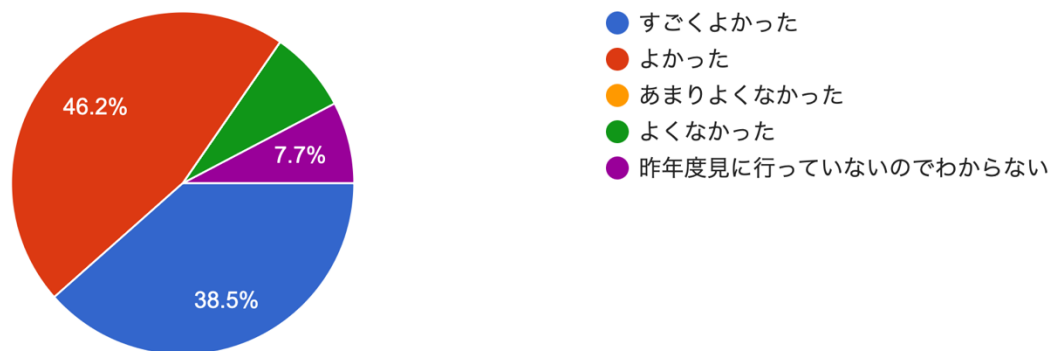 46.2%
7.7%
38.5%
すごくよかった
よかった
あまりよくなかった
よくなかった
昨年度見に行っていないのでわからない